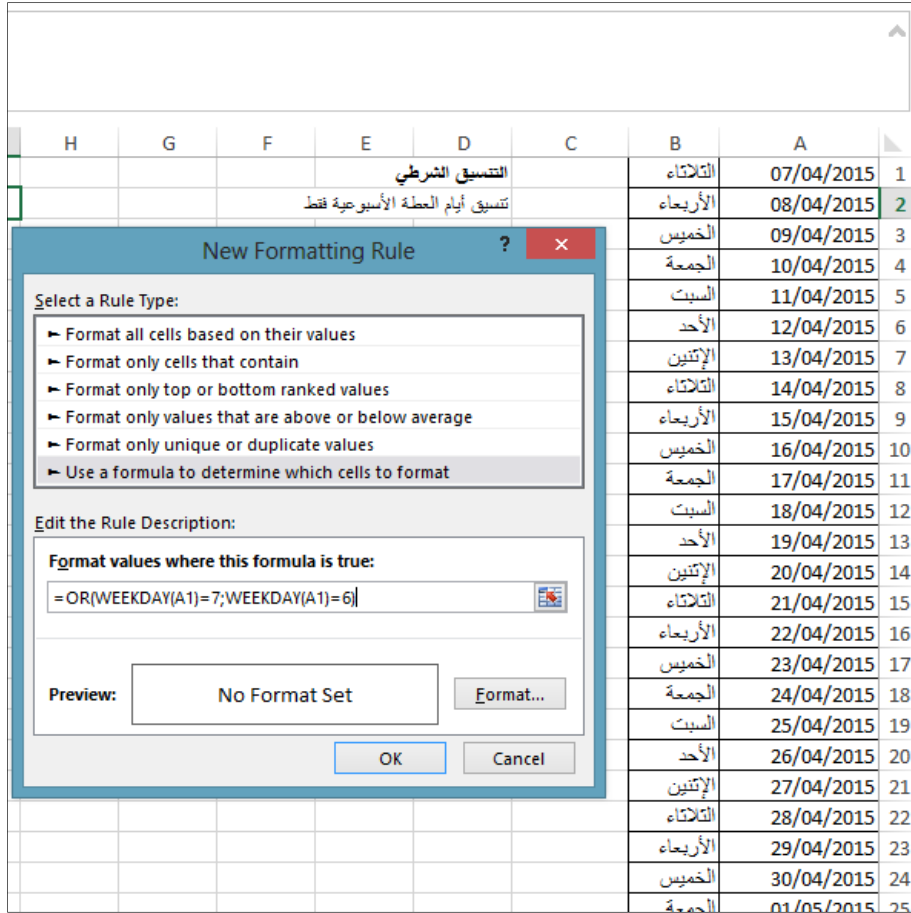 H G F E D C B A
التنسيق الشرطي الثلاثاء 07/04/2015 1
تنسيق أيام العطة الأسبوعية فقط الأربعاء 08/04/2015 2
الخميس 09/04/2015 3
الجمعة 10/04/2015 4
السبت 11/04/2015 5
الأحد 12/04/2015 6
الإثنين 13/04/2015 7
الثلاثاء 14/04/2015 8
الأربعاء 15/04/2015 9
الخميس 16/04/2015 10
الجمعة 17/04/2015 11
السبت 18/04/2015 12
الأحد 19/04/2015 13
الإثنين 20/04/2015 14
الثلاثاء 21/04/2015 15
الأربعاء 22/04/2015 16
الخميس 23/04/2015 17
الجمعة 24/04/2015 18
السبت 25/04/2015 19
الأحد 26/04/2015 20
الإثنين 27/04/2015 21
الثلاثاء 28/04/2015 22
الأربعاء 29/04/2015 23
الخميس 30/04/2015 24
الجمعة 01/05/2015 25
New Formatting Rule ? ×
Select a Rule Type:
► Format all cells based on their values
► Format only cells that contain
► Format only top or bottom ranked values
► Format only values that are above or below average
► Format only unique or duplicate values
► Use a formula to determine which cells to format
Edit the Rule Description:
Format values where this formula is true:
=OR(WEEKDAY(A1)=7;WEEKDAY(A1)=6)
Preview: No Format Set Format...
OK Cancel